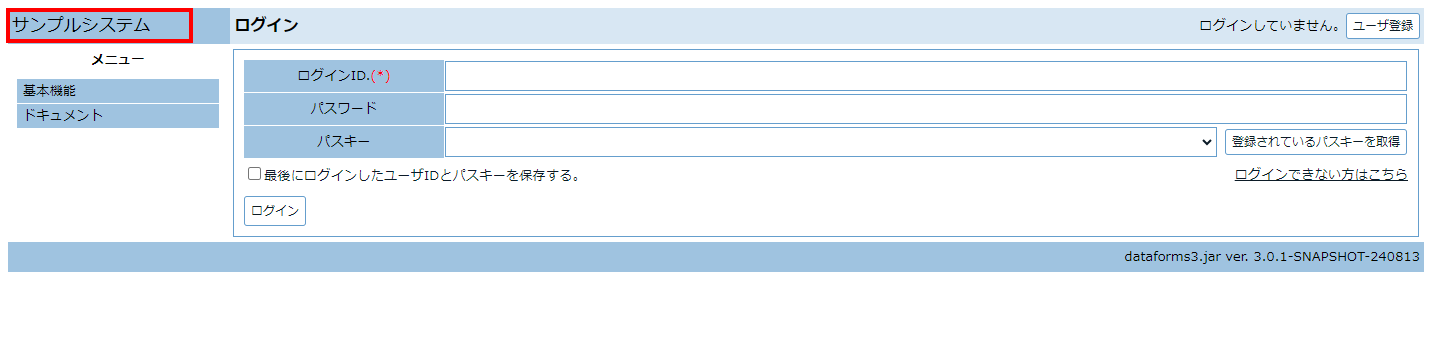 サンプルシステム
ログイン
ログインしていません。
ユーザ登録
メニュー
基本機能
ドキュメント
ログインID.(*)
パスワード
パスキー
登録されているパスキーを取得
最後にログインしたユーザIDとパスキーを保存する。
ログインできない方はこちら
ログイン
dataforms3.jar ver. 3.0.1-SNAPSHOT-240813